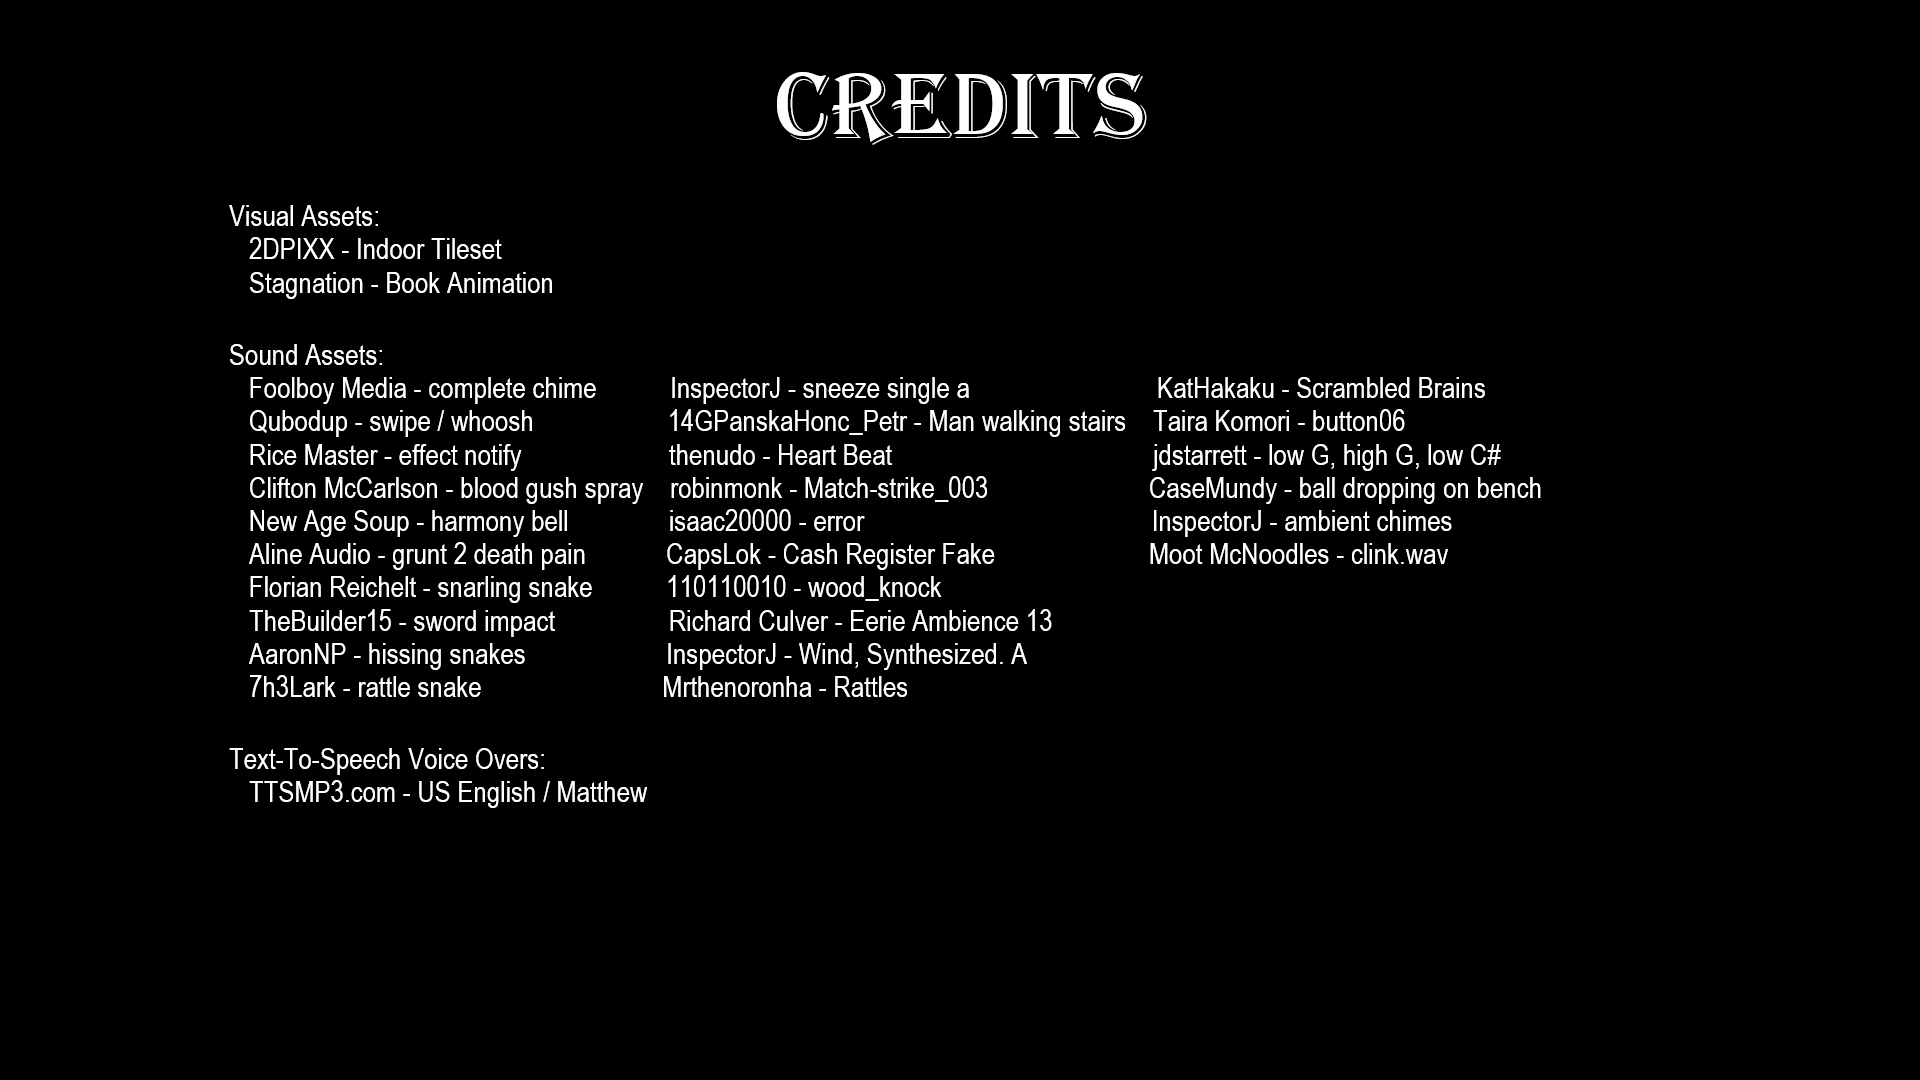 CREDITS
Visual Assets:
2DPIXX - Indoor Tileset
Stagnation - Book Animation
Sound Assets:
Foolboy Media - complete chime
Qubodup - swipe / whoosh
Rice Master - effect notify
Clifton McCarlson - blood gush spray
New Age Soup - harmony bell
Aline Audio - grunt 2 death pain
Florian Reichelt - snarling snake
TheBuilder15 - sword impact
AaronNP - hissing snakes
7h3Lark - rattle snake
InspectorJ - sneeze single a
14GPanskaHonc_Petr - Man walking stairs
thenudo - Heart Beat
robinmonk - Match-strike_003
isaac20000 - error
CapsLok - Cash Register Fake
110110010 - wood_knock
Richard Culver - Eerie Ambience 13
InspectorJ - Wind, Synthesized. A
Mrthenoronha - Rattles
KatHakaku - Scrambled Brains
Taira Komori - button06
jdstarrett - low G, high G, low C#
CaseMundy - ball dropping on bench
InspectorJ - ambient chimes
Moot McNoodles - clink.wav
Text-To-Speech Voice Overs:
TTSMP3.com - US English / Matthew